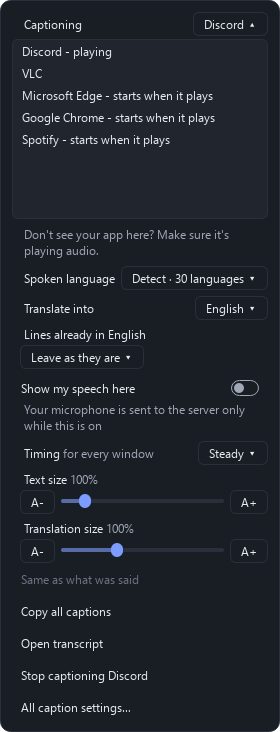 Captioning
Discord ▴
Discord - playing
VLC
Microsoft Edge - starts when it plays
Google Chrome - starts when it plays
Spotify - starts when it plays
Don't see your app here? Make sure it's
playing audio.
Spoken language
Detect · 30 languages ▾
Translate into
English ▾
Lines already in English
Leave as they are ▾
Show my speech here
Your microphone is sent to the server only
while this is on
Timing for every window
Steady ▾
Text size 100%
A-
A+
Translation size 100%
A-
A+
Same as what was said
Copy all captions
Open transcript
Stop captioning Discord
All caption settings...